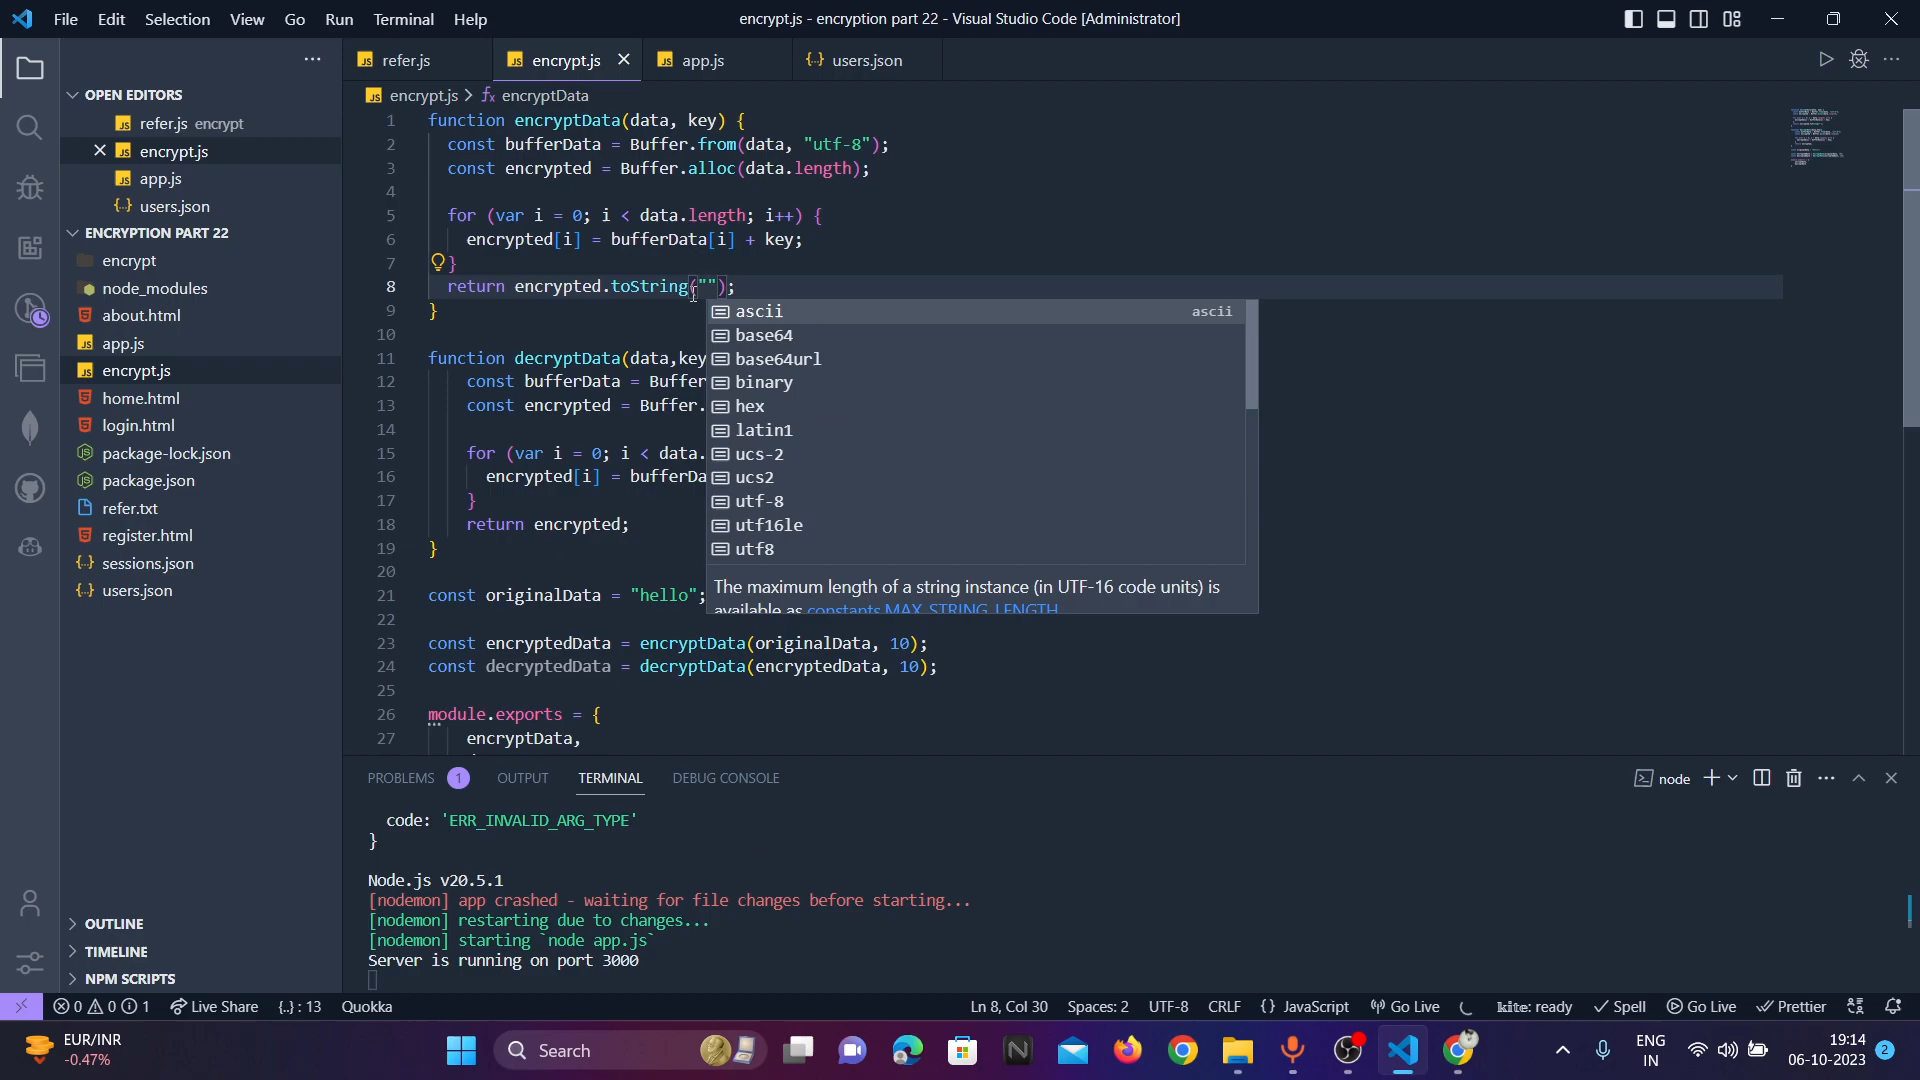 File Edit Selection View Go Run Terminal Help
encrypt.js - encryption part 22 - Visual Studio Code [Administrator]
OPEN EDITORS
refer.js encrypt
encrypt.js
app.js
users.json
ENCRYPTION PART 22
encrypt
node_modules
about.html
app.js
encrypt.js
home.html
login.html
package-lock.json
package.json
refer.txt
register.html
sessions.json
users.json
OUTLINE
TIMELINE
NPM SCRIPTS
refer.js encrypt.js app.js users.json
encrypt.js > encryptData
1 function encryptData(data, key) {
2 const bufferData = Buffer.from(data, "utf-8");
3 const encrypted = Buffer.alloc(data.length);
4
5 for (var i = 0; i < data.length; i++) {
6 encrypted[i] = bufferData[i] + key;
7 }
8 return encrypted.toString("");
9 }
10
11 function decryptData(data,key
12 const bufferData = Buffer
13 const encrypted = Buffer.
14
15 for (var i = 0; i < data.
16 encrypted[i] = bufferDa
17 }
18 return encrypted;
19 }
20
21 const originalData = "hello";
22
23 const encryptedData = encryptData(originalData, 10);
24 const decryptedData = decryptData(encryptedData, 10);
25
26 module.exports = {
27 encryptData,
ascii ascii
base64
base64url
binary
hex
latin1
ucs-2
ucs2
utf-8
utf16le
utf8
The maximum length of a string instance (in UTF-16 code units) is
available as constants.MAX_STRING_LENGTH
PROBLEMS 1 OUTPUT TERMINAL DEBUG CONSOLE
node
code: 'ERR_INVALID_ARG_TYPE'
}
Node.js v20.5.1
[nodemon] app crashed - waiting for file changes before starting...
[nodemon] restarting due to changes...
[nodemon] starting `node app.js`
Server is running on port 3000
0 0 1 Live Share {..} : 13 Quokka
Ln 8, Col 30 Spaces: 2 UTF-8 CRLF {} JavaScript Go Live kite: ready Spell Go Live Prettier
EUR/INR
-0.47%
Search
ENG
IN
19:14
06-10-2023
2